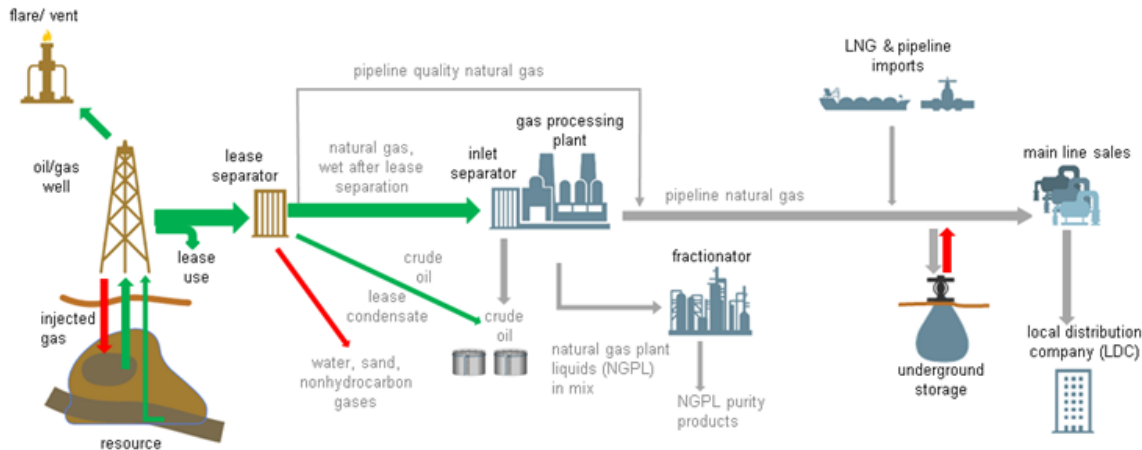 flare/ vent
oil/gas
well
lease
use
injected
gas
resource
lease
separator
pipeline quality natural gas
natural gas,
wet after lease
separation
crude
oil
lease
condensate
water, sand,
nonhydrocarbon
gases
inlet
separator
gas processing
plant
crude
oil
natural gas plant
liquids (NGPL)
in mix
fractionator
NGPL purity
products
pipeline natural gas
LNG & pipeline
imports
underground
storage
main line sales
local distribution
company (LDC)